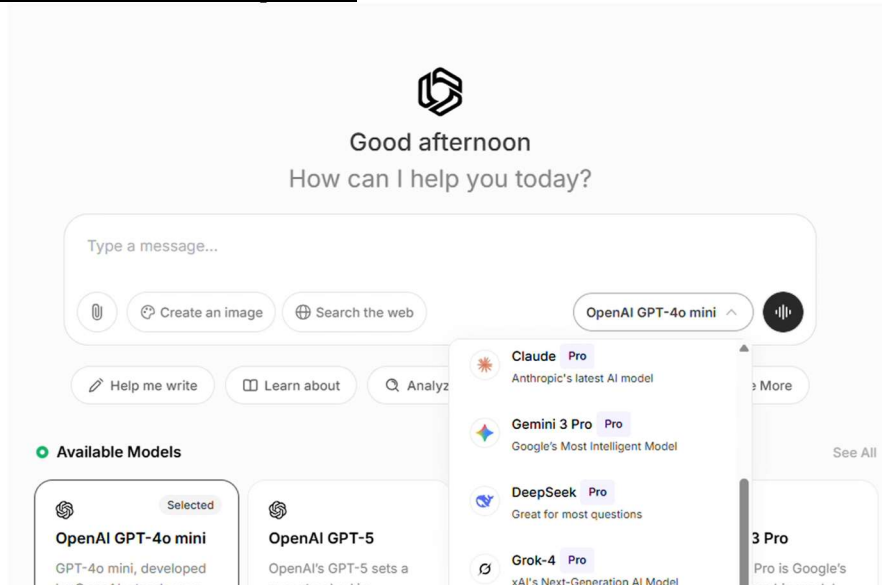 Good afternoon
How can I help you today?
Type a message...
Create an image
Search the web
OpenAI GPT-4o mini
Claude Pro
Anthropic's latest AI model
Help me write
Learn about
Analyz
More
Gemini 3 Pro Pro
Google's Most Intelligent Model
Available Models
See All
DeepSeek Pro
Great for most questions
Selected
OpenAI GPT-4o mini
OpenAI GPT-5
3 Pro
Grok-4 Pro
GPT-4o mini, developed
OpenAI's GPT-5 sets a
Pro is Google's
xAI's Next-Generation AI Model